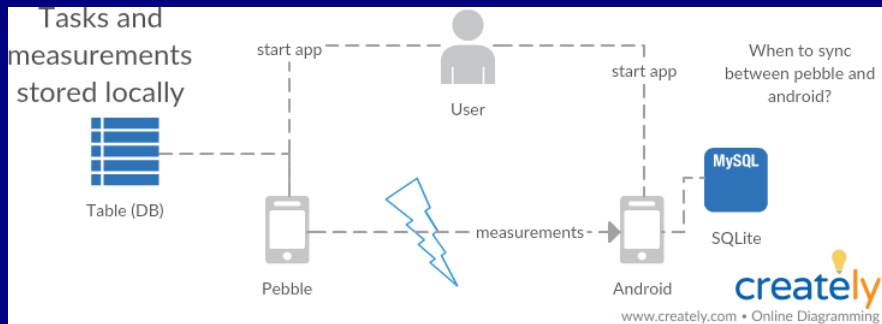 Tasks and
measurements
stored locally
start app
User
start app
When to sync
between pebble and
android?
Table (DB)
MySQL
SQLite
measurements
Pebble
Android
creately
www.creately.com • Online Diagramming